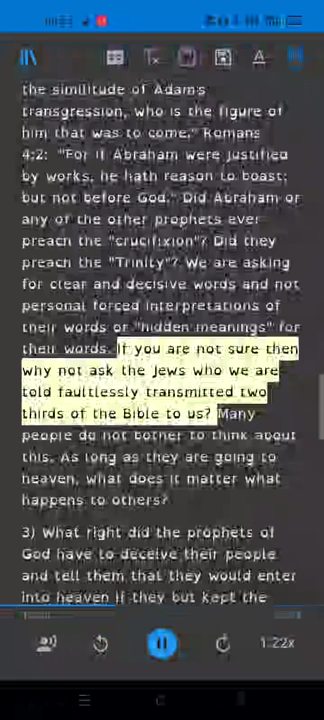 the similitude of Adam's
transgression, who is the figure of
him that was to come;" Romans
4:2: "For if Abraham were justified
by works, he hath reason to boast;
but not before God." Did Abraham or
any of the other prophets ever
preach the "crucifixion"? Did they
preach the "Trinity"? We are asking
for clear and decisive words and not
personal forced interpretations of
their words or "hidden meanings" for
their words. If you are not sure then
why not ask the Jews who we are
told faultlessly transmitted two
thirds of the Bible to us? Many
people do not bother to think about
this. As long as they are going to
heaven, what does it matter what
happens to others?
3) What right did the prophets of
God have to deceive their people
and tell them that they would enter
into heaven if they but kept the
1.22x